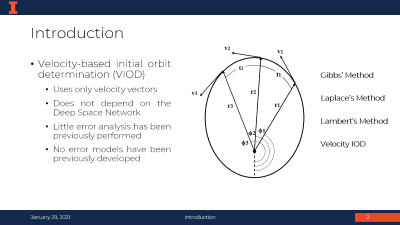 Introduction
• Velocity-based initial orbit
determination (VIOD)
• Uses only velocity vectors
• Does not depend on the
Deep Space Network
• Little error analysis has been
previously performed
• No error models have been
previously developed
v2
v1
v3
t2
t1
r3
r2
r1
ϕ2
ϕ1
ϕ3
Gibbs' Method
Laplace's Method
Lambert's Method
Velocity IOD
January 29, 2021
Introduction
2